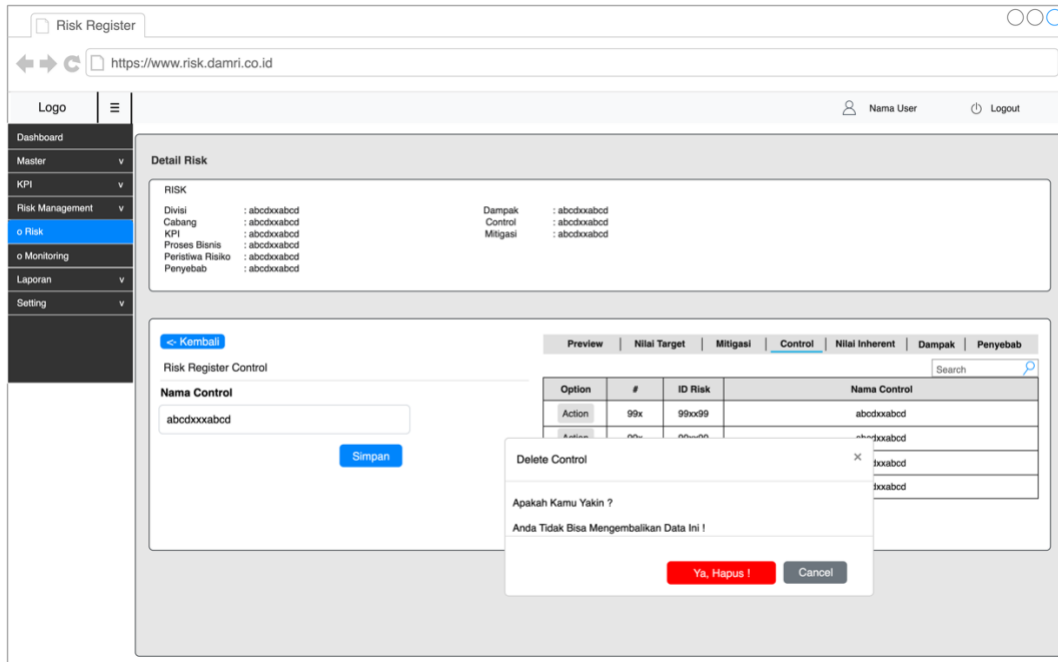 Risk Register
https://www.risk.damri.co.id
Logo ☰ Nama User Logout
Dashboard
Master v
KPI v
Risk Management v
o Risk
o Monitoring
Laporan v
Setting v
Detail Risk
RISK
Divisi : abcdxxabcd
Cabang : abcdxxabcd
KPI : abcdxxabcd
Proses Bisnis : abcdxxabcd
Peristiwa Risiko : abcdxxabcd
Penyebab : abcdxxabcd
Dampak : abcdxxabcd
Control : abcdxxabcd
Mitigasi : abcdxxabcd
<- Kembali
Risk Register Control
Nama Control
abcdxxxabcd
Simpan
Preview | Nilai Target | Mitigasi | Control | Nilai Inherent | Dampak | Penyebab
Search
Option # ID Risk Nama Control
Action 99x 99xx99 abcdxxabcd
Delete Control ×
Apakah Kamu Yakin ?
Anda Tidak Bisa Mengembalikan Data Ini !
Ya, Hapus !
Cancel